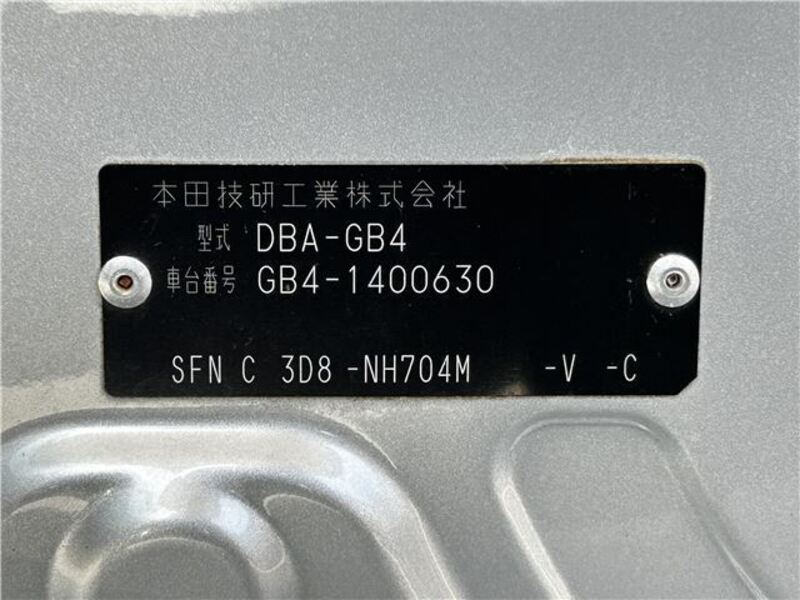 本田技研工業株式会社
型式 DBA-GB4
車台番号 GB4-1400630
SFN C 3D8 -NH704M -V -C